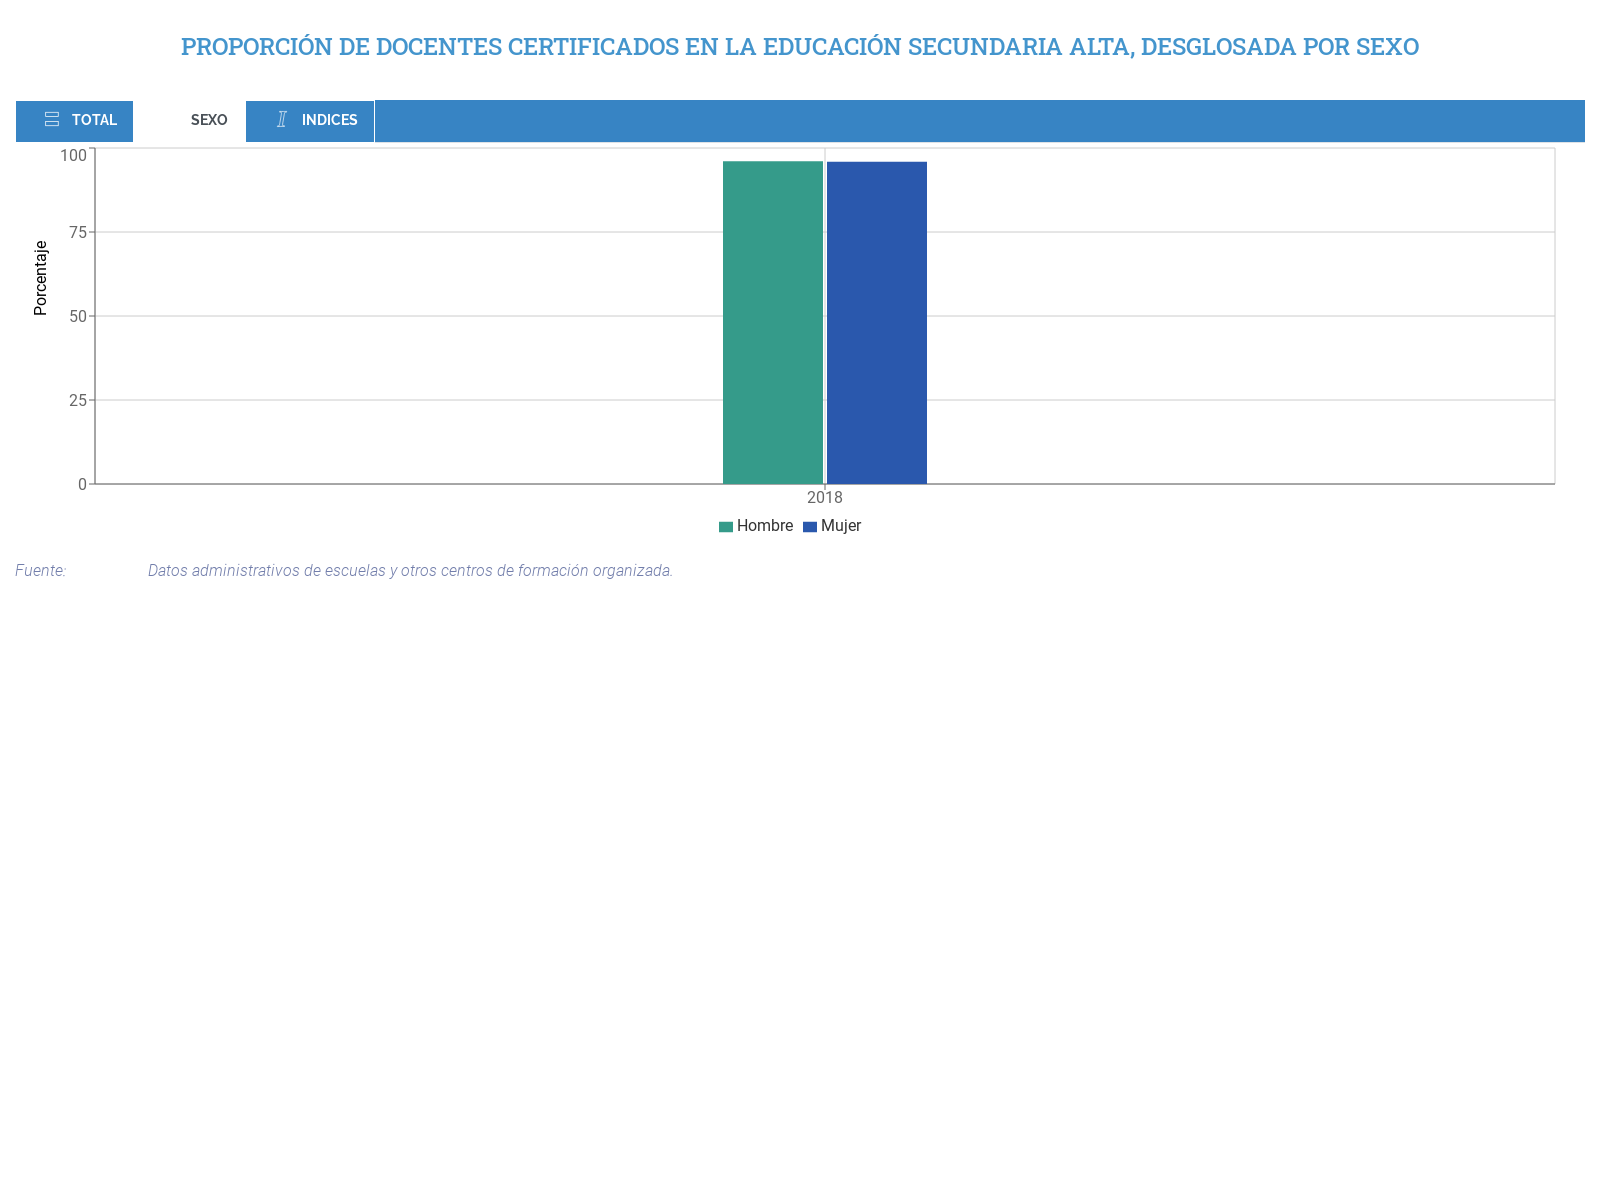 PROPORCIÓN DE DOCENTES CERTIFICADOS EN LA EDUCACIÓN SECUNDARIA ALTA, DESGLOSADA POR SEXO
TOTAL SEXO INDICES
Porcentaje
100
75
50
25
0
2018
Hombre Mujer
Fuente: Datos administrativos de escuelas y otros centros de formación organizada.